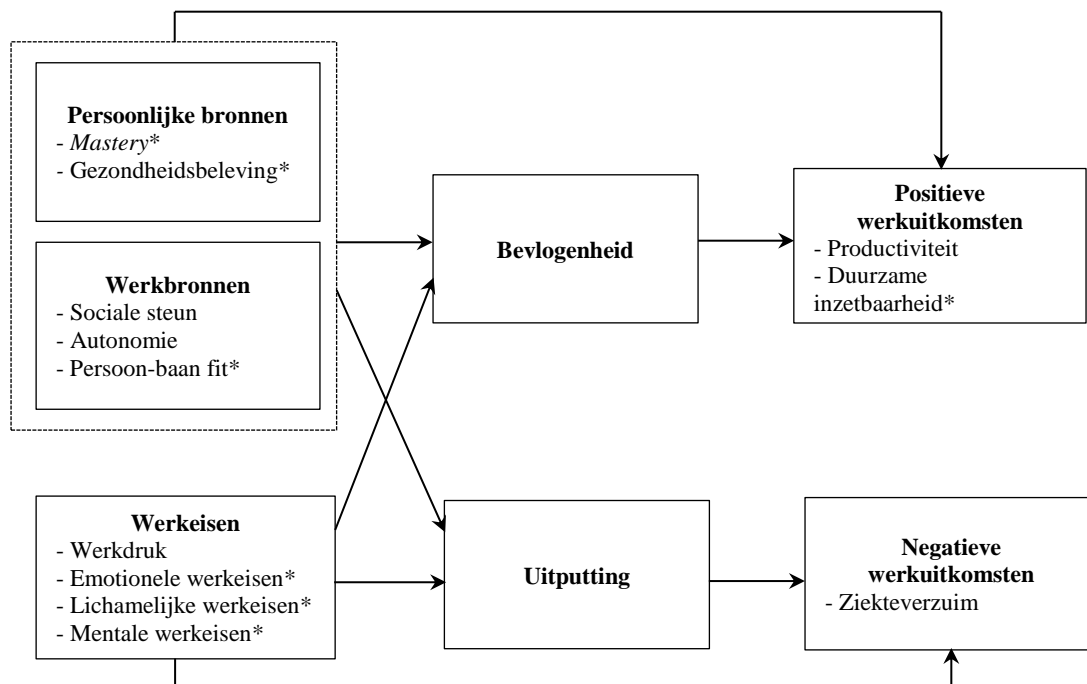 Persoonlijke bronnen
- Mastery*
- Gezondheidsbeleving*
Werkbronnen
- Sociale steun
- Autonomie
- Persoon-baan fit*
Bevlogenheid
Positieve
werkuitkomsten
- Productiviteit
- Duurzame
inzetbaarheid*
Werkeisen
- Werkdruk
- Emotionele werkeisen*
- Lichamelijke werkeisen*
- Mentale werkeisen*
Uitputting
Negatieve
werkuitkomsten
- Ziekteverzuim